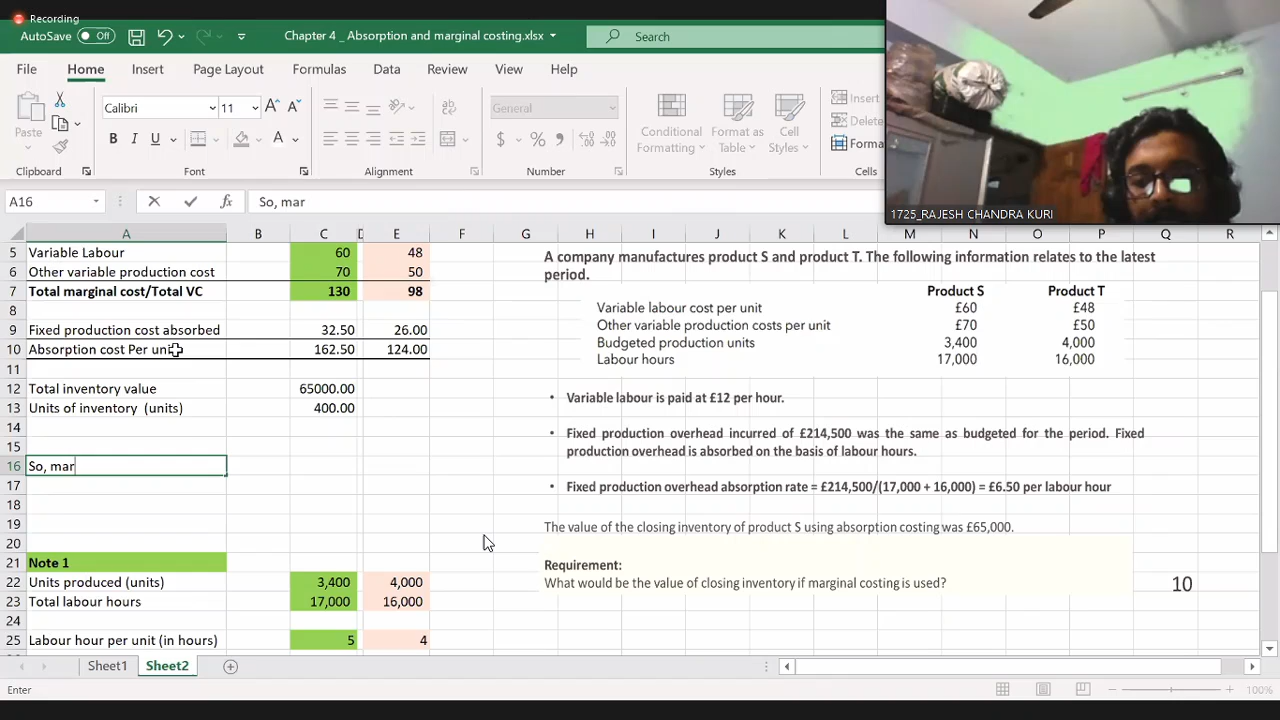 Recording
AutoSave Off
Chapter 4 _ Absorption and marginal costing.xlsx
Search
File Home Insert Page Layout Formulas Data Review View Help
Paste
Calibri 11
General
B I U
Conditional Formatting
Format as Table
Cell Styles
Insert
Delete
Forma
Clipboard Font Alignment Number Styles Cells
1725_RAJESH CHANDRA KURI
A16 So, mar
A B C D E F G H I J K L M N O P Q R
5 Variable Labour 60 48
6 Other variable production cost 70 50
7 Total marginal cost/Total VC 130 98
8
9 Fixed production cost absorbed 32.50 26.00
10 Absorption cost Per unit 162.50 124.00
11
12 Total inventory value 65000.00
13 Units of inventory (units) 400.00
14
15
16 So, mar
17
18
19
20
21 Note 1
22 Units produced (units) 3,400 4,000
23 Total labour hours 17,000 16,000
24
25 Labour hour per unit (in hours) 5 4
A company manufactures product S and product T. The following information relates to the latest
period.
Product S Product T
Variable labour cost per unit £60 £48
Other variable production costs per unit £70 £50
Budgeted production units 3,400 4,000
Labour hours 17,000 16,000
• Variable labour is paid at £12 per hour.
• Fixed production overhead incurred of £214,500 was the same as budgeted for the period. Fixed
production overhead is absorbed on the basis of labour hours.
• Fixed production overhead absorption rate = £214,500/(17,000 + 16,000) = £6.50 per labour hour
The value of the closing inventory of product S using absorption costing was £65,000.
Requirement:
What would be the value of closing inventory if marginal costing is used?
10
Sheet1 Sheet2
Enter
100%